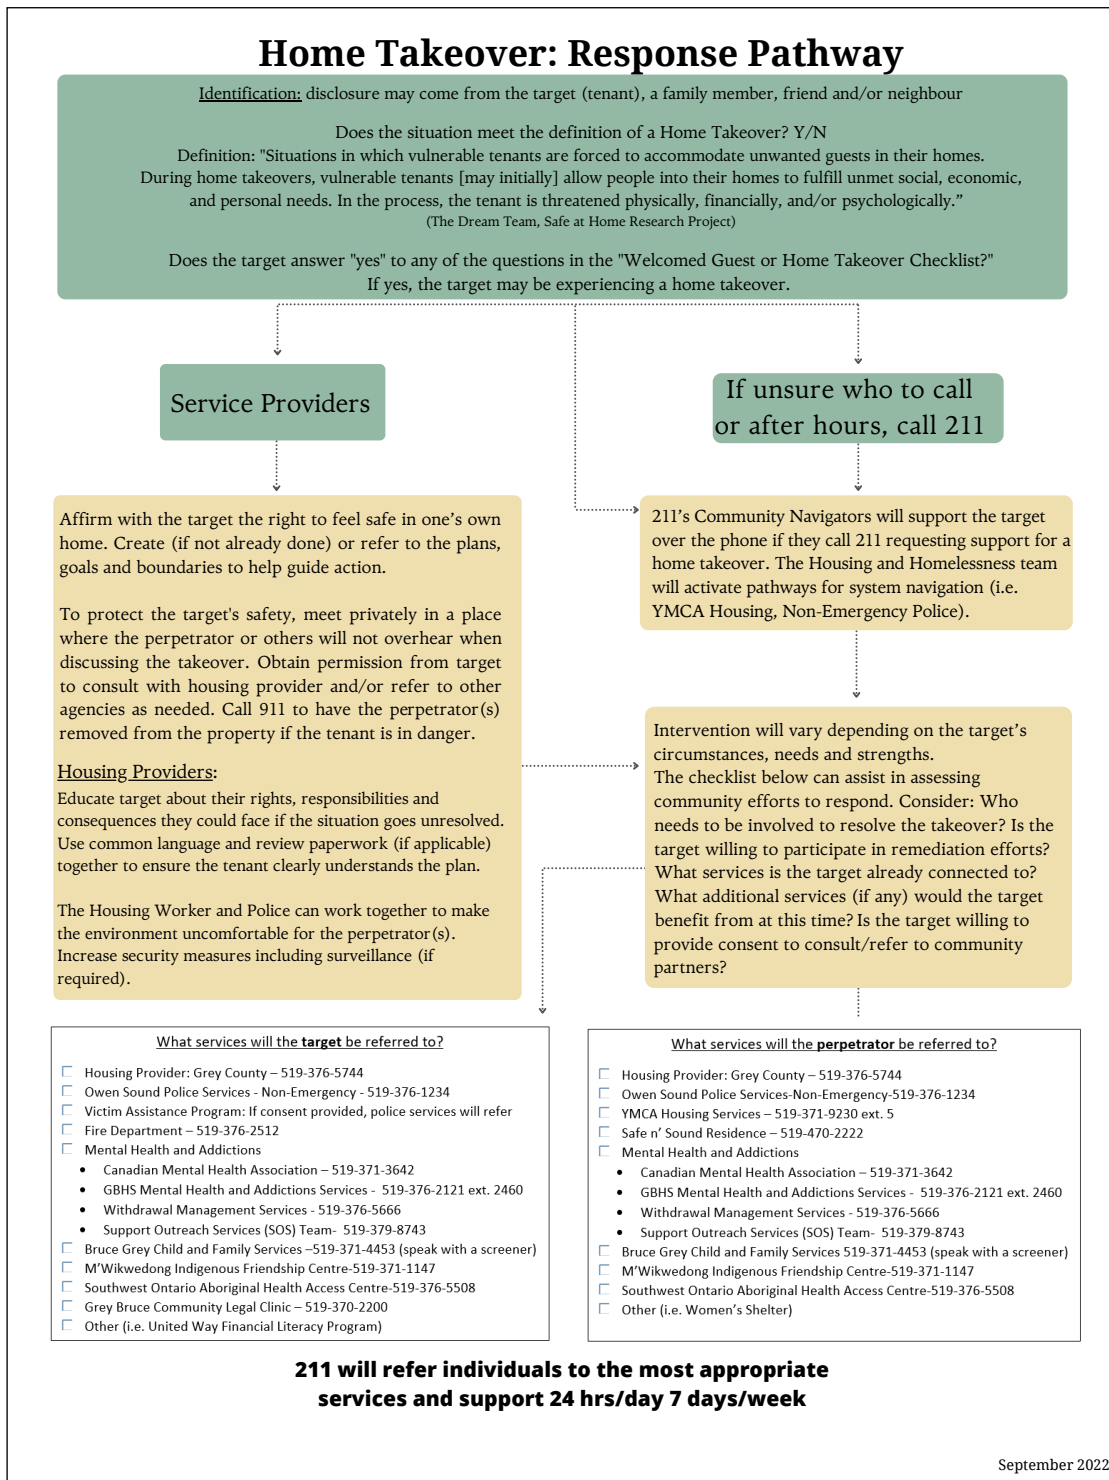 Home Takeover: Response Pathway
Identification: disclosure may come from the target (tenant), a family member, friend and/or neighbour
Does the situation meet the definition of a Home Takeover? Y/N
Definition: "Situations in which vulnerable tenants are forced to accommodate unwanted guests in their homes.
During home takeovers, vulnerable tenants [may initially] allow people into their homes to fulfill unmet social, economic,
and personal needs. In the process, the tenant is threatened physically, financially, and/or psychologically.”
(The Dream Team, Safe at Home Research Project)
Does the target answer "yes" to any of the questions in the "Welcomed Guest or Home Takeover Checklist?"
If yes, the target may be experiencing a home takeover.
Service Providers
If unsure who to call
or after hours, call 211
Affirm with the target the right to feel safe in one’s own
home. Create (if not already done) or refer to the plans,
goals and boundaries to help guide action.
To protect the target's safety, meet privately in a place
where the perpetrator or others will not overhear when
discussing the takeover. Obtain permission from target
to consult with housing provider and/or refer to other
agencies as needed. Call 911 to have the perpetrator(s)
removed from the property if the tenant is in danger.
Housing Providers:
Educate target about their rights, responsibilities and
consequences they could face if the situation goes unresolved.
Use common language and review paperwork (if applicable)
together to ensure the tenant clearly understands the plan.
The Housing Worker and Police can work together to make
the environment uncomfortable for the perpetrator(s).
Increase security measures including surveillance (if
required).
211’s Community Navigators will support the target
over the phone if they call 211 requesting support for a
home takeover. The Housing and Homelessness team
will activate pathways for system navigation (i.e.
YMCA Housing, Non-Emergency Police).
Intervention will vary depending on the target’s
circumstances, needs and strengths.
The checklist below can assist in assessing
community efforts to respond. Consider: Who
needs to be involved to resolve the takeover? Is the
target willing to participate in remediation efforts?
What services is the target already connected to?
What additional services (if any) would the target
benefit from at this time? Is the target willing to
provide consent to consult/refer to community
partners?
What services will the target be referred to?
Housing Provider: Grey County – 519-376-5744
Owen Sound Police Services - Non-Emergency - 519-376-1234
Victim Assistance Program: If consent provided, police services will refer
Fire Department – 519-376-2512
Mental Health and Addictions
• Canadian Mental Health Association – 519-371-3642
• GBHS Mental Health and Addictions Services - 519-376-2121 ext. 2460
• Withdrawal Management Services - 519-376-5666
• Support Outreach Services (SOS) Team- 519-379-8743
Bruce Grey Child and Family Services –519-371-4453 (speak with a screener)
M’Wikwedong Indigenous Friendship Centre-519-371-1147
Southwest Ontario Aboriginal Health Access Centre-519-376-5508
Grey Bruce Community Legal Clinic – 519-370-2200
Other (i.e. United Way Financial Literacy Program)
What services will the perpetrator be referred to?
Housing Provider: Grey County – 519-376-5744
Owen Sound Police Services-Non-Emergency-519-376-1234
YMCA Housing Services – 519-371-9230 ext. 5
Safe n’ Sound Residence – 519-470-2222
Mental Health and Addictions
• Canadian Mental Health Association – 519-371-3642
• GBHS Mental Health and Addictions Services - 519-376-2121 ext. 2460
• Withdrawal Management Services - 519-376-5666
• Support Outreach Services (SOS) Team- 519-379-8743
Bruce Grey Child and Family Services 519-371-4453 (speak with a screener)
M’Wikwedong Indigenous Friendship Centre-519-371-1147
Southwest Ontario Aboriginal Health Access Centre-519-376-5508
Other (i.e. Women’s Shelter)
211 will refer individuals to the most appropriate
services and support 24 hrs/day 7 days/week
September 2022